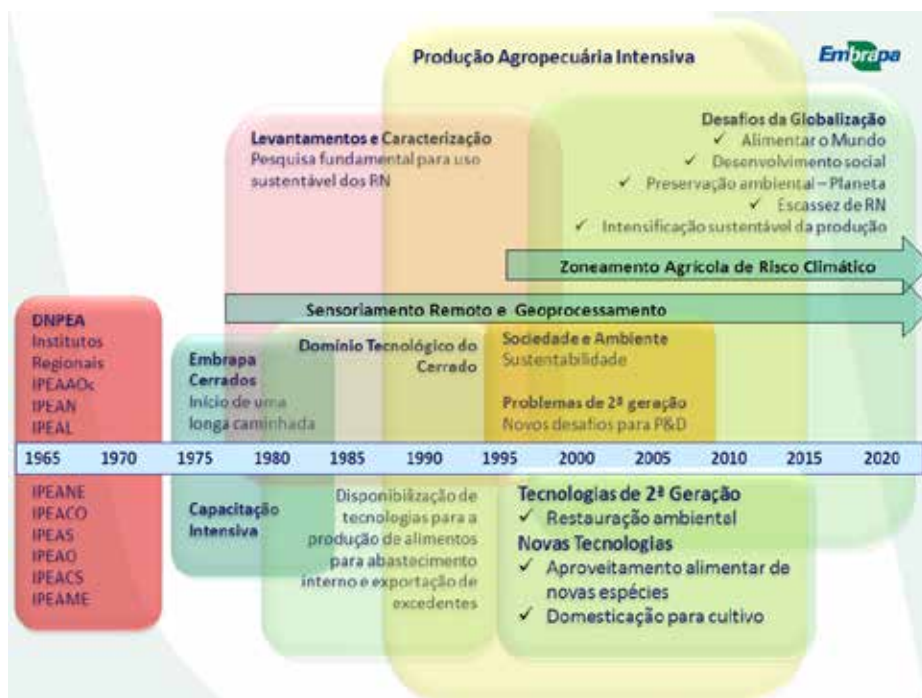 Produção Agropecuária Intensiva
Embrapa
Levantamentos e Caracterização
Pesquisa fundamental para uso
sustentável dos RN
Desafios da Globalização
✓ Alimentar o Mundo
✓ Desenvolvimento social
✓ Preservação ambiental – Planeta
✓ Escassez de RN
✓ Intensificação sustentável da produção
Zoneamento Agrícola de Risco Climático
Sensoriamento Remoto e Geoprocessamento
DNPEA
Institutos
Regionais
IPEAAOc
IPEAN
IPEAL
Embrapa
Cerrados
Início de uma
longa caminhada
Domínio Tecnológico do
Cerrado
Sociedade e Ambiente
Sustentabilidade
Problemas de 2ª geração
Novos desafios para P&D
1965 1970 1975 1980 1985 1990 1995 2000 2005 2010 2015 2020
IPEANE
IPEACO
IPEAS
IPEAO
IPEACS
IPEAME
Capacitação
Intensiva
Disponibilização de
tecnologias para a
produção de alimentos
para abastecimento
interno e exportação de
excedentes
Tecnologias de 2ª Geração
✓ Restauração ambiental
Novas Tecnologias
✓ Aproveitamento alimentar de
novas espécies
✓ Domesticação para cultivo